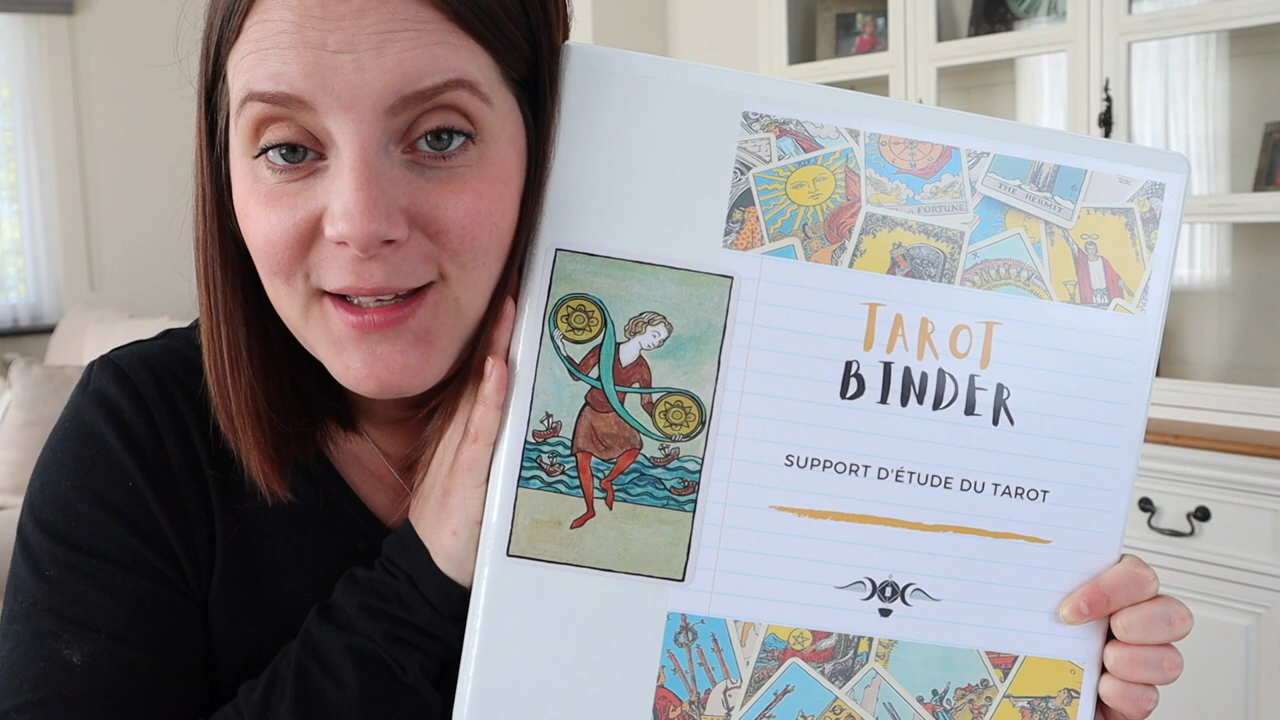 FORTUNE
THE HERMIT
TAROT
BINDER
SUPPORT D'ÉTUDE DU TAROT